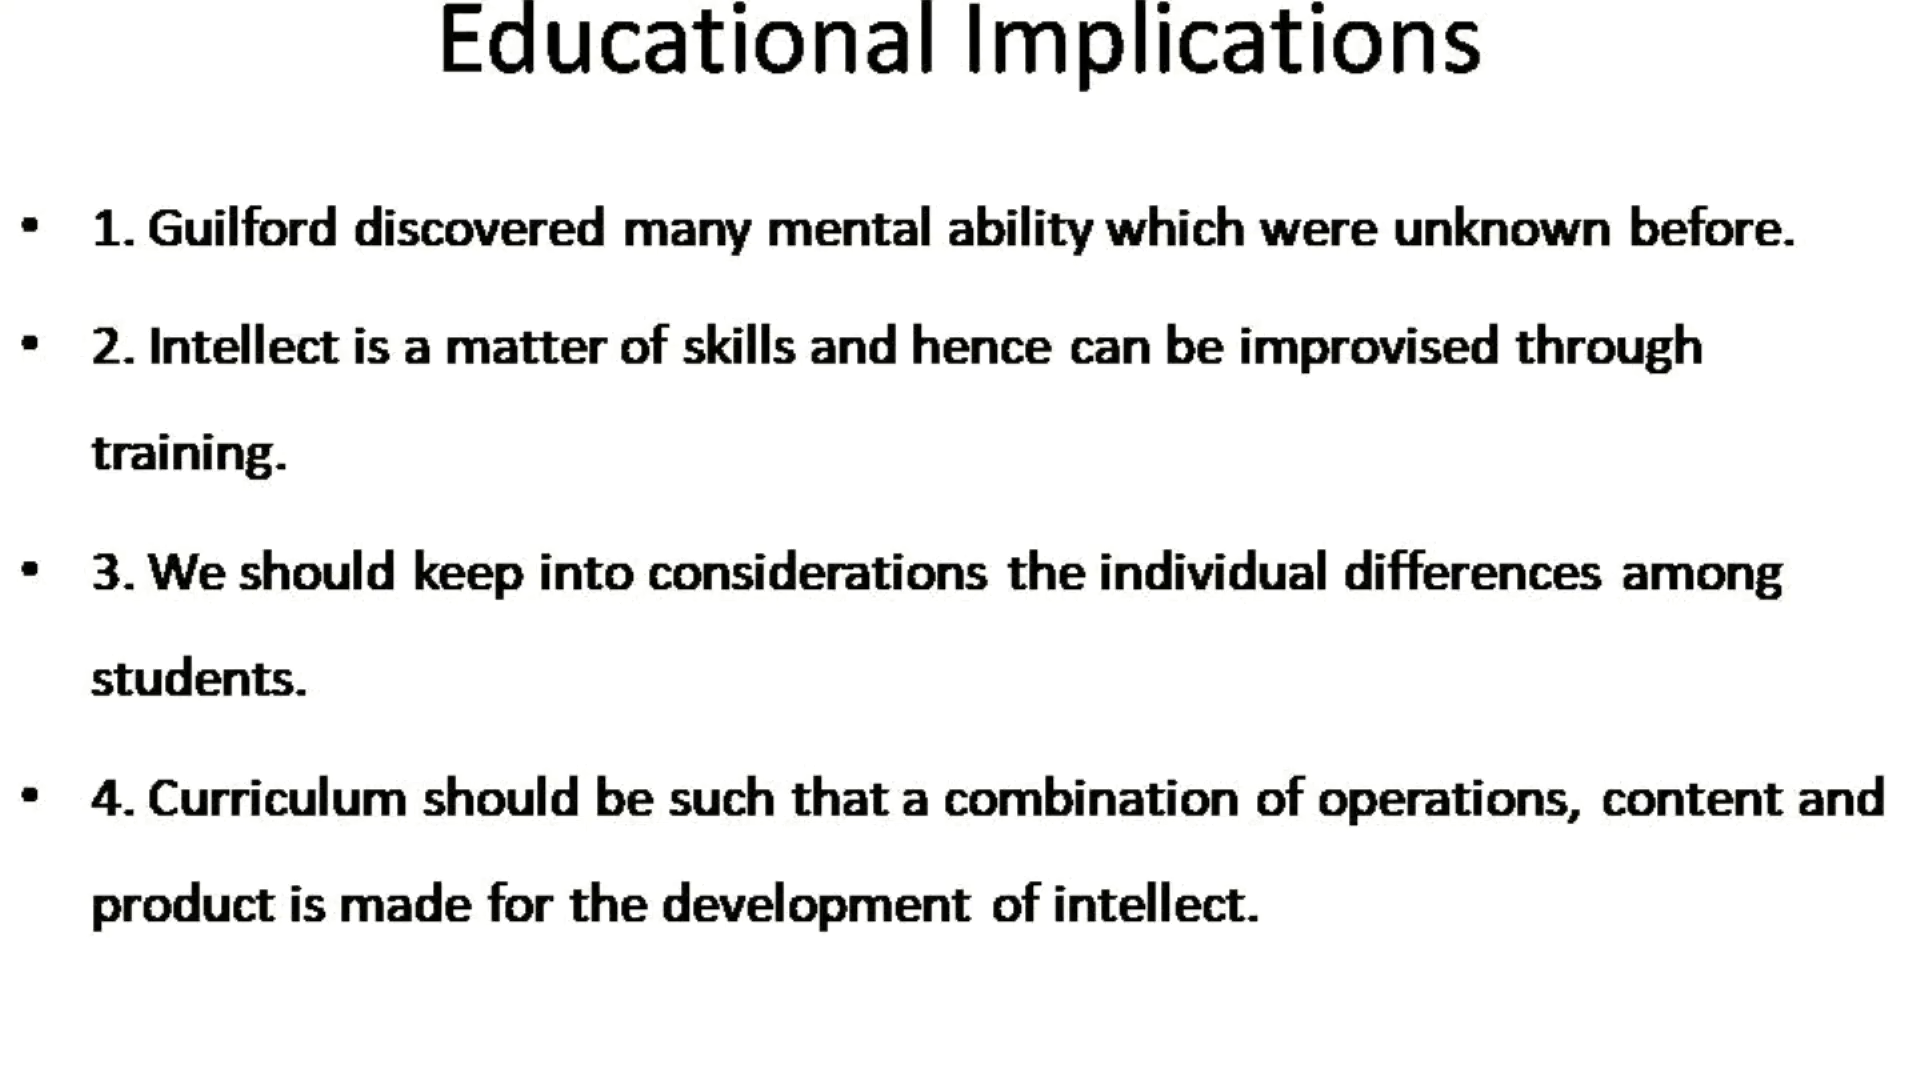 Educational Implications
• 1. Guilford discovered many mental ability which were unknown before.
• 2. Intellect is a matter of skills and hence can be improvised through
training.
• 3. We should keep into considerations the individual differences among
students.
• 4. Curriculum should be such that a combination of operations, content and
product is made for the development of intellect.